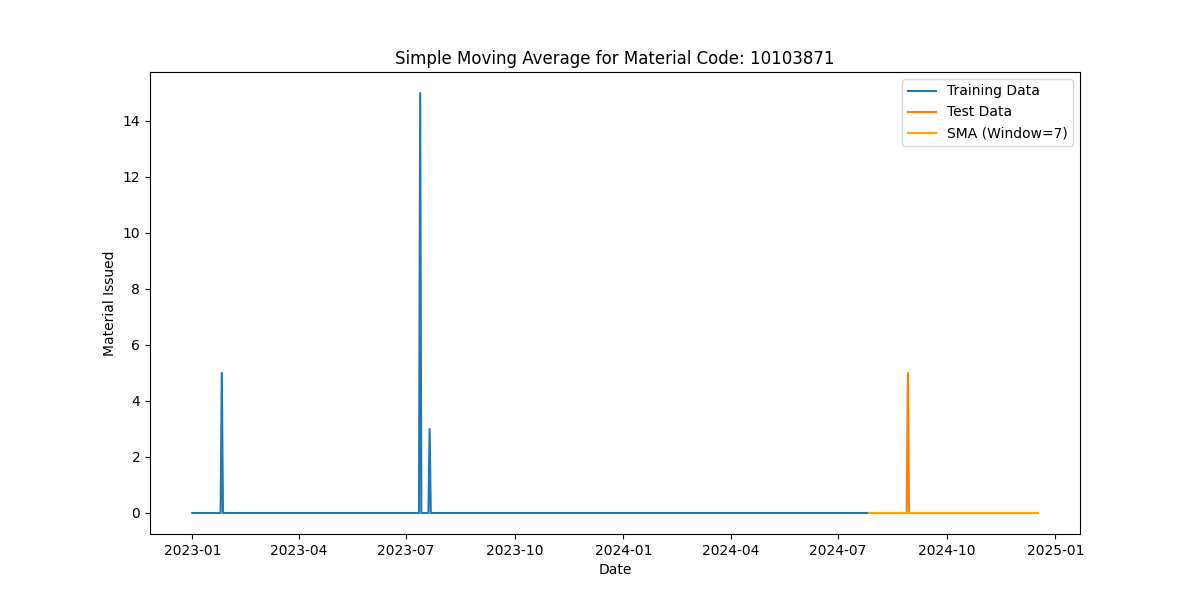 Simple Moving Average for Material Code: 10103871
Training Data
Test Data
SMA (Window=7)
Material Issued
14
12
10
8
6
4
2
0
2023-01 2023-04 2023-07 2023-10 2024-01 2024-04 2024-07 2024-10 2025-01
Date